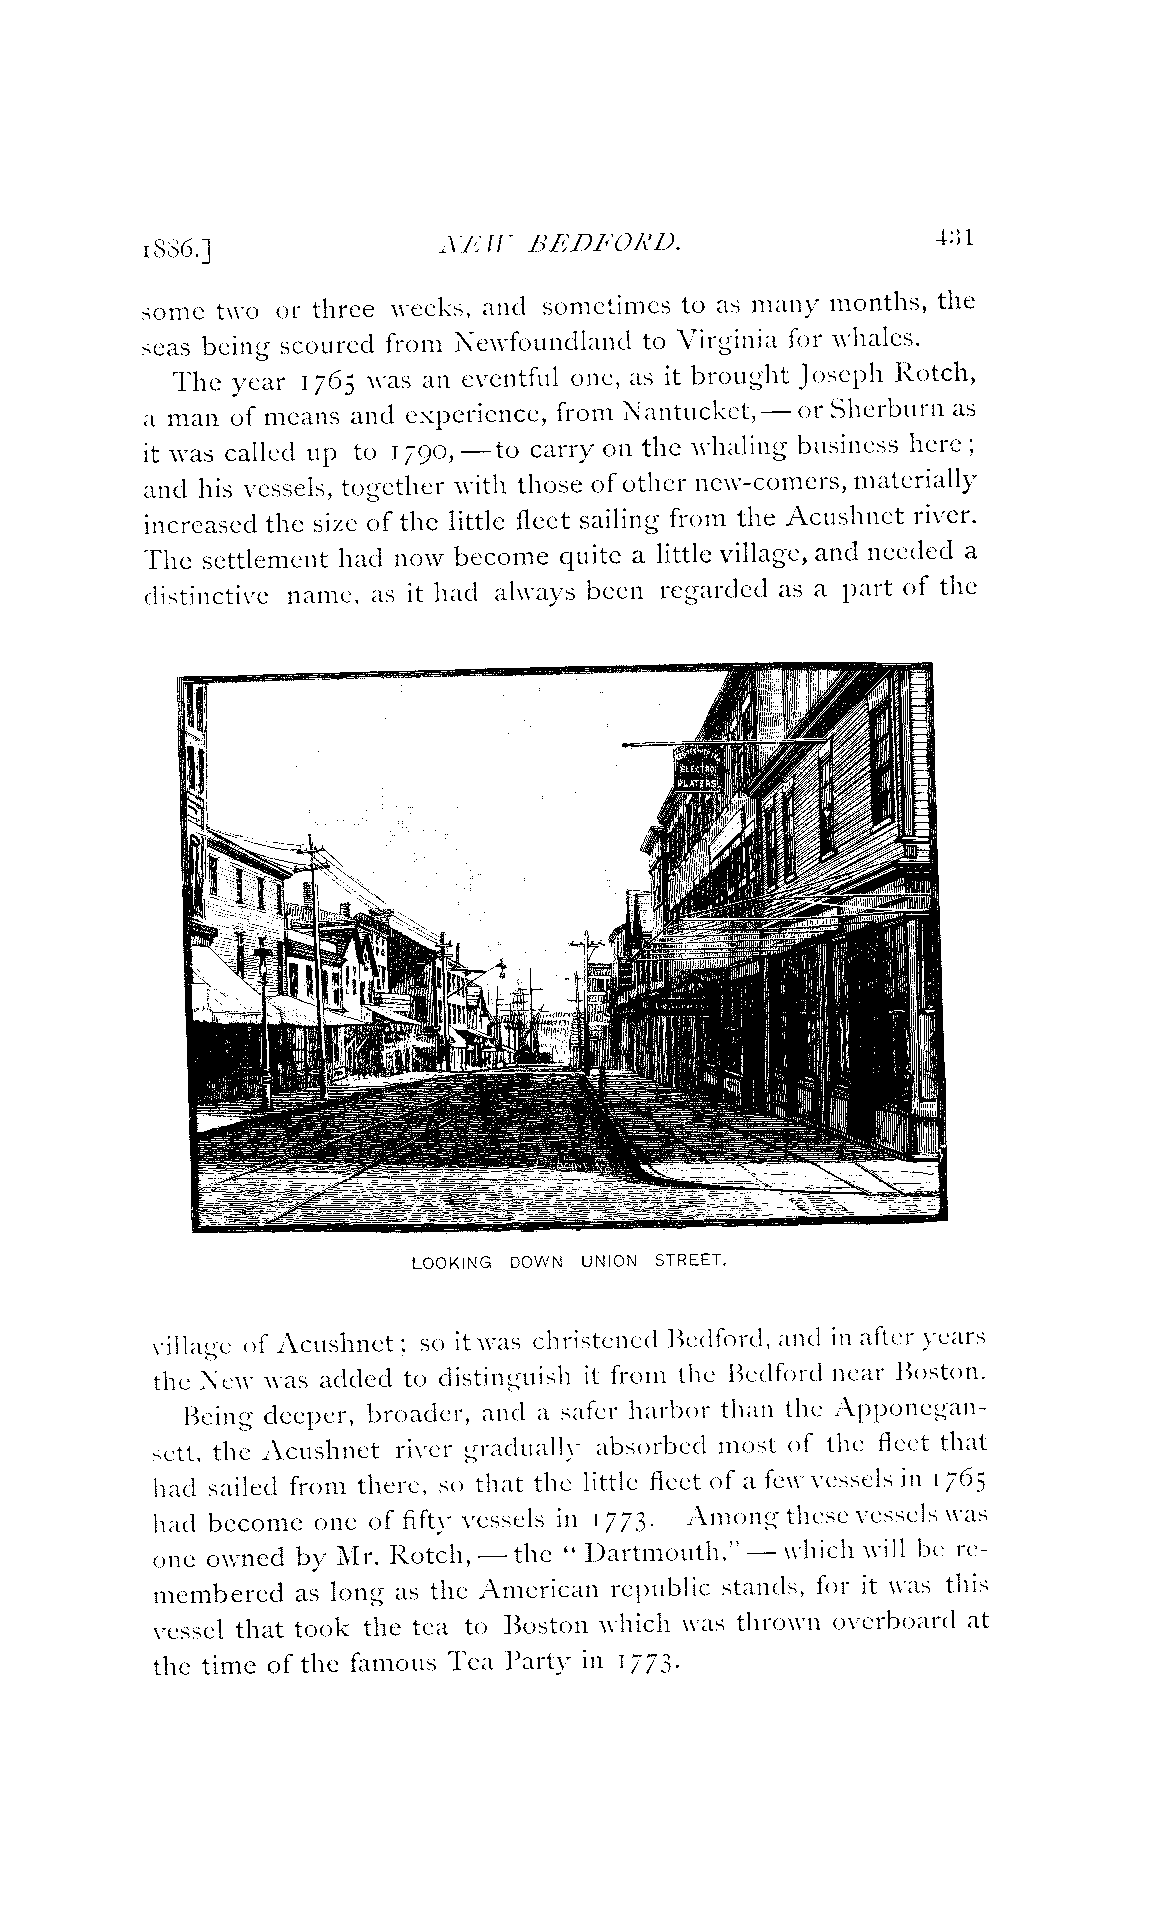 1886.] NEW BEDFORD. 431
some two or three weeks, and sometimes to as many months, the
seas being scoured from Newfoundland to Virginia for whales.
The year 1765 was an eventful one, as it brought Joseph Rotch,
a man of means and experience, from Nantucket,— or Sherburn as
it was called up to 1790,—to carry on the whaling business here;
and his vessels, together with those of other new-comers, materially
increased the size of the little fleet sailing from the Acushnet river.
The settlement had now become quite a little village, and needed a
distinctive name, as it had always been regarded as a part of the
ELECTRO
PLATERS
LOOKING DOWN UNION STREET.
village of Acushnet; so it was christened Bedford, and in after years
the New was added to distinguish it from the Bedford near Boston.
Being deeper, broader, and a safer harbor than the Apponegan-
sett, the Acushnet river gradually absorbed most of the fleet that
had sailed from there, so that the little fleet of a few vessels in 1765
had become one of fifty vessels in 1773. Among these vessels was
one owned by Mr. Rotch,—the “ Dartmouth,” — which will be re-
membered as long as the American republic stands, for it was this
vessel that took the tea to Boston which was thrown overboard at
the time of the famous Tea Party in 1773.